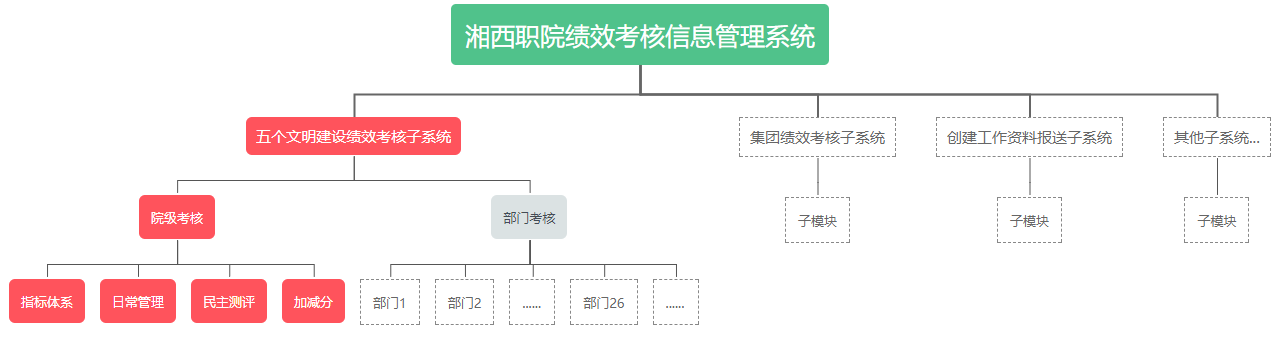 湘西职院绩效考核信息管理系统
五个文明建设绩效考核子系统
集团绩效考核子系统
创建工作资料报送子系统
其他子系统...
院级考核
部门考核
子模块
子模块
子模块
指标体系
日常管理
民主测评
加减分
部门1
部门2
......
部门26
......